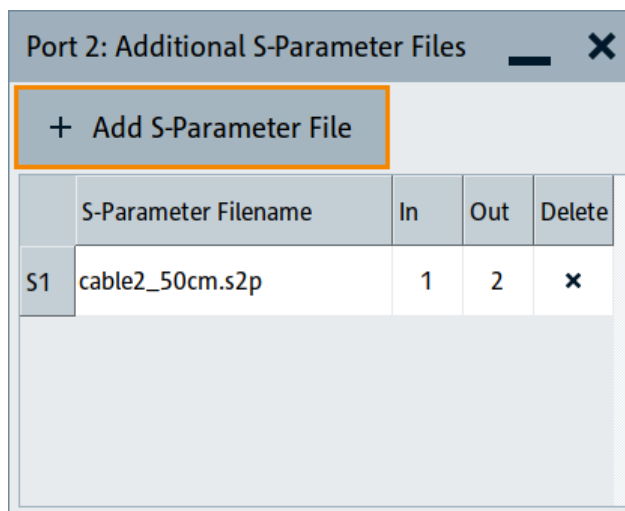 Port 2: Additional S-Parameter Files
+ Add S-Parameter File
S-Parameter Filename In Out Delete
S1 cable2_50cm.s2p 1 2 ×